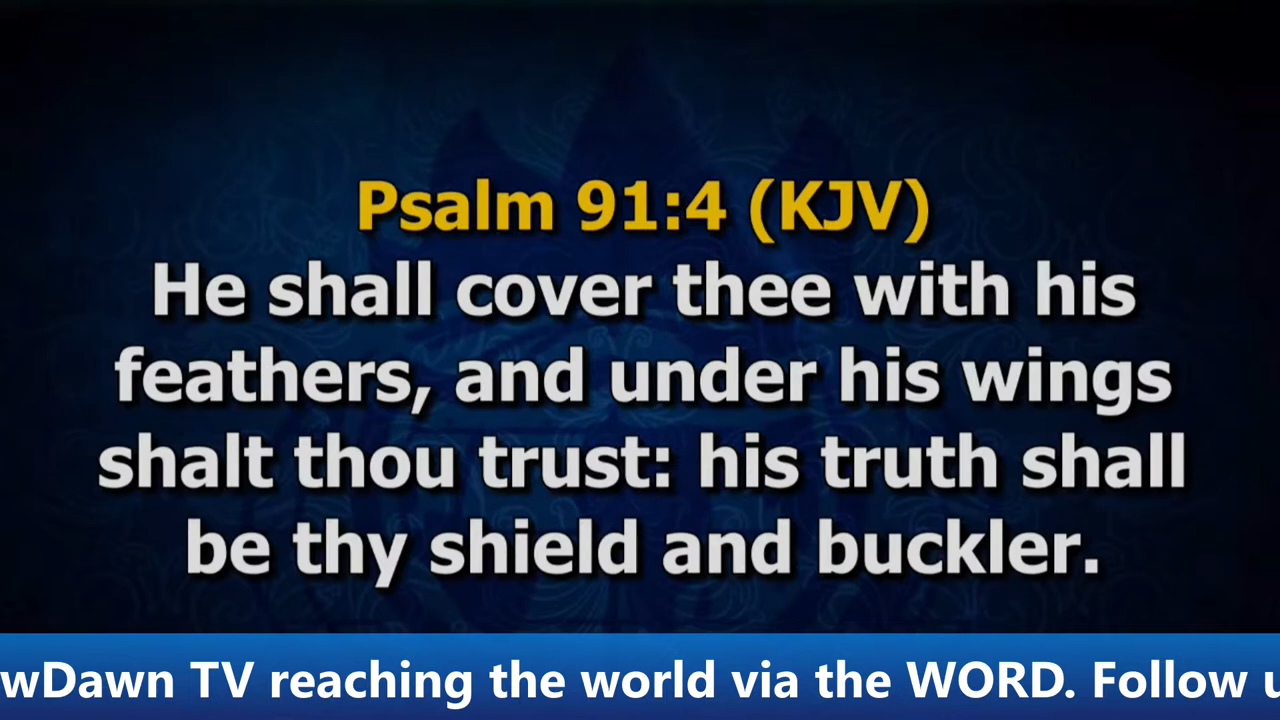 Psalm 91:4 (KJV)
He shall cover thee with his
feathers, and under his wings
shalt thou trust: his truth shall
be thy shield and buckler.
wDawn TV reaching the world via the WORD. Follow u